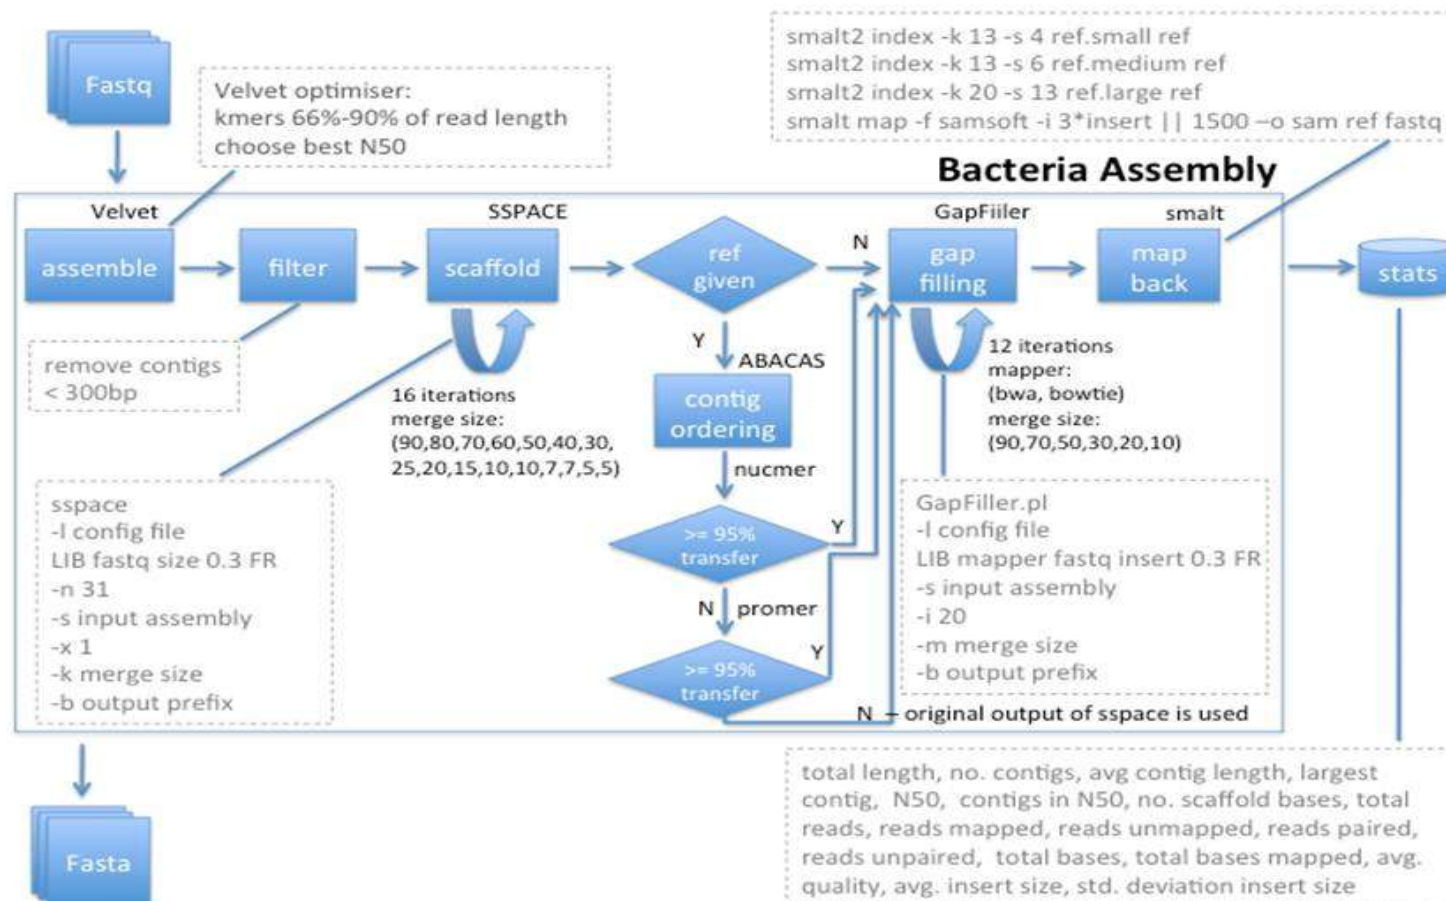 smalt2 index -k 13 -s 4 ref.small ref
smalt2 index -k 13 -s 6 ref.medium ref
smalt2 index -k 20 -s 13 ref.large ref
smalt map -f samsoft -i 3*insert || 1500 –o sam ref fastq
Fastq
Velvet optimiser:
kmers 66%-90% of read length
choose best N50
Bacteria Assembly
Velvet
SSPACE
GapFiiler
smalt
assemble
filter
scaffold
ref
given
N
gap
filling
map
back
stats
remove contigs
< 300bp
16 iterations
merge size:
(90,80,70,60,50,40,30,
25,20,15,10,10,7,7,5,5)
Y
ABACAS
contig
ordering
nucmer
12 iterations
mapper:
(bwa, bowtie)
merge size:
(90,70,50,30,20,10)
sspace
-l config file
LIB fastq size 0.3 FR
-n 31
-s input assembly
-x 1
-k merge size
-b output prefix
>= 95%
transfer
Y
N
promer
>= 95%
transfer
Y
GapFiller.pl
-l config file
LIB mapper fastq insert 0.3 FR
-s input assembly
-i 20
-m merge size
-b output prefix
N – original output of sspace is used
Fasta
total length, no. contigs, avg contig length, largest
contig, N50, contigs in N50, no. scaffold bases, total
reads, reads mapped, reads unmapped, reads paired,
reads unpaired, total bases, total bases mapped, avg.
quality, avg. insert size, std. deviation insert size